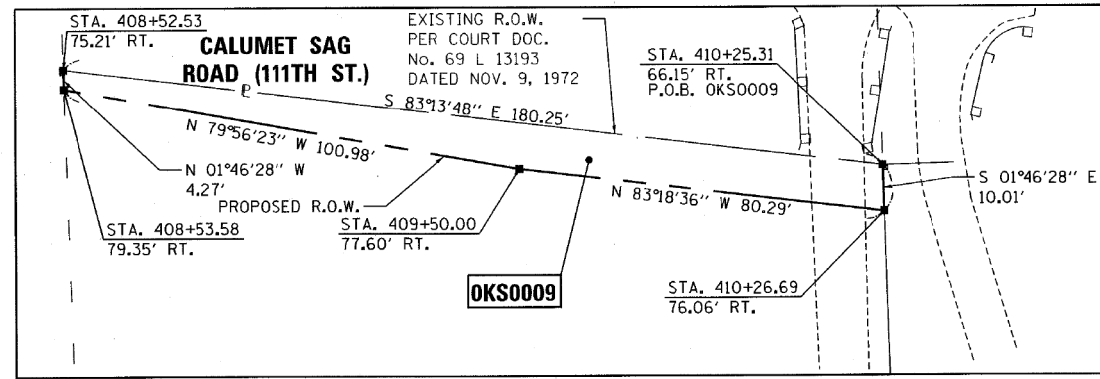 STA. 408+52.53
75.21' RT.
CALUMET SAG
ROAD (111TH ST.)
EXISTING R.O.W.
PER COURT DOC.
No. 69 L 13193
DATED NOV. 9, 1972
STA. 410+25.31
66.15' RT.
P.O.B. 0KS0009
S 83°13'48'' E 180.25'
N 79°56'23'' W 100.98'
N 01°46'28'' W
4.27'
PROPOSED R.O.W.
STA. 408+53.58
79.35' RT.
STA. 409+50.00
77.60' RT.
N 83°18'36'' W 80.29'
S 01°46'28'' E
10.01'
0KS0009
STA. 410+26.69
76.06' RT.